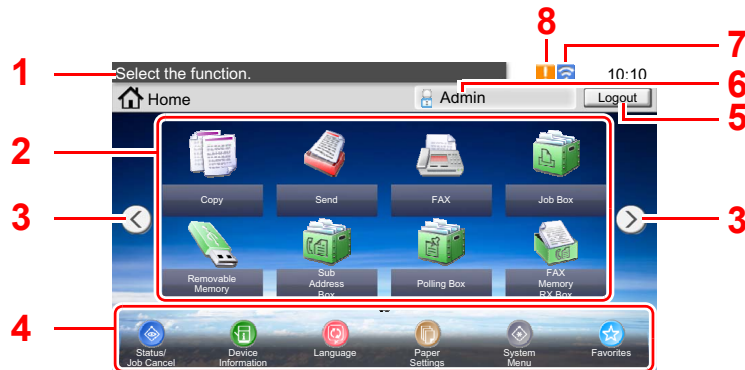 8
7
1
Select the function.
10:10
6
Home
Admin
Logout
5
2
Copy
Send
FAX
Job Box
3
3
Removable
Memory
Sub
Address
Box
Polling Box
FAX
Memory
RX Box
4
Status/
Job Cancel
Device
Information
Language
Paper
Settings
System
Menu
Favorites